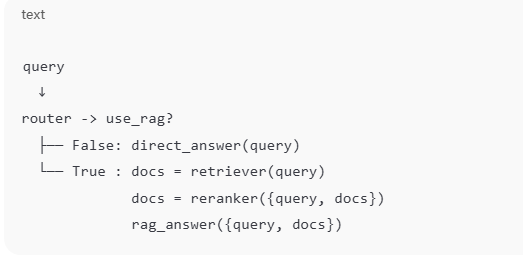 text
query
↓
router -> use_rag?
├── False: direct_answer(query)
└── True : docs = retriever(query)
docs = reranker({query, docs})
rag_answer({query, docs})